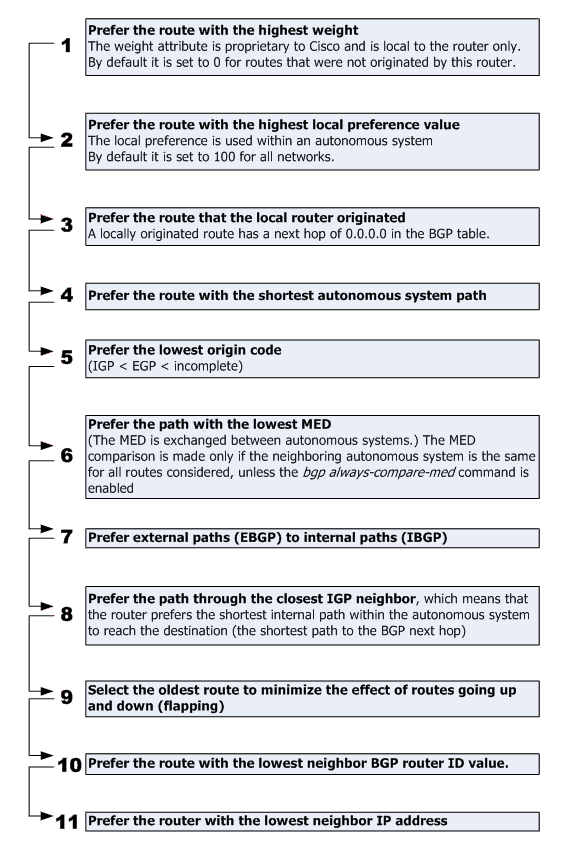 1 Prefer the route with the highest weight
The weight attribute is proprietary to Cisco and is local to the router only.
By default it is set to 0 for routes that were not originated by this router.
2 Prefer the route with the highest local preference value
The local preference is used within an autonomous system
By default it is set to 100 for all networks.
3 Prefer the route that the local router originated
A locally originated route has a next hop of 0.0.0.0 in the BGP table.
4 Prefer the route with the shortest autonomous system path
5 Prefer the lowest origin code
(IGP < EGP < incomplete)
6 Prefer the path with the lowest MED
(The MED is exchanged between autonomous systems.) The MED
comparison is made only if the neighboring autonomous system is the same
for all routes considered, unless the bgp always-compare-med command is
enabled
7 Prefer external paths (EBGP) to internal paths (IBGP)
8 Prefer the path through the closest IGP neighbor, which means that
the router prefers the shortest internal path within the autonomous system
to reach the destination (the shortest path to the BGP next hop)
9 Select the oldest route to minimize the effect of routes going up
and down (flapping)
10 Prefer the route with the lowest neighbor BGP router ID value.
11 Prefer the router with the lowest neighbor IP address